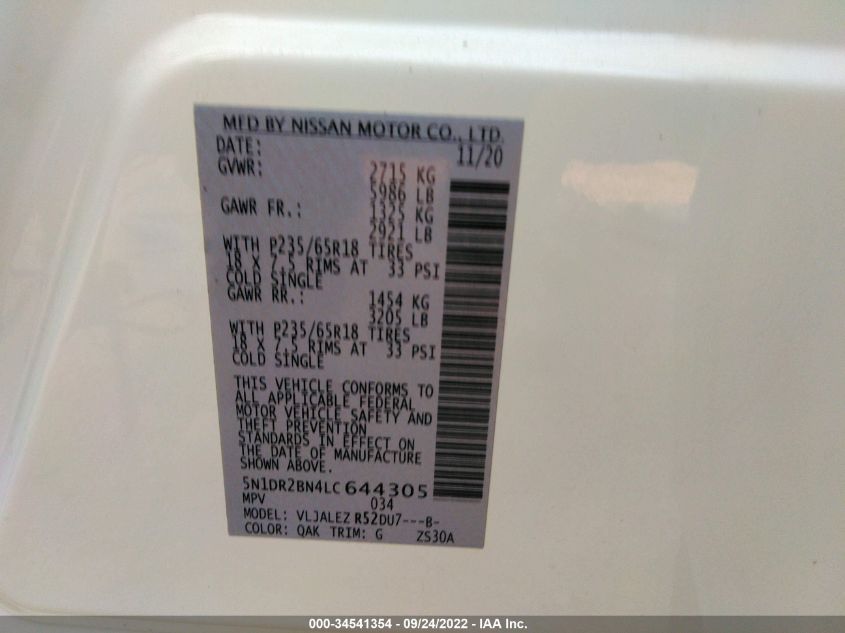 MFD BY NISSAN MOTOR CO., LTD.
DATE: 11/20
GVWR: 2715 KG
5986 LB
GAWR FR.: 1325 KG
2921 LB
WITH P235/65R18 TIRES
18 X 7.5 RIMS AT 33 PSI
COLD SINGLE
GAWR RR.: 1454 KG
3205 LB
WITH P235/65R18 TIRES
18 X 7.5 RIMS AT 33 PSI
COLD SINGLE
THIS VEHICLE CONFORMS TO
ALL APPLICABLE FEDERAL
MOTOR VEHICLE SAFETY AND
THEFT PREVENTION
STANDARDS IN EFFECT ON
THE DATE OF MANUFACTURE
SHOWN ABOVE.
5N1DR2BN4LC644305
MPV 034
MODEL: VLJALEZ R52DU7---B-
COLOR: QAK TRIM: G ZS30A
000-34541354 - 09/24/2022 - IAA Inc.